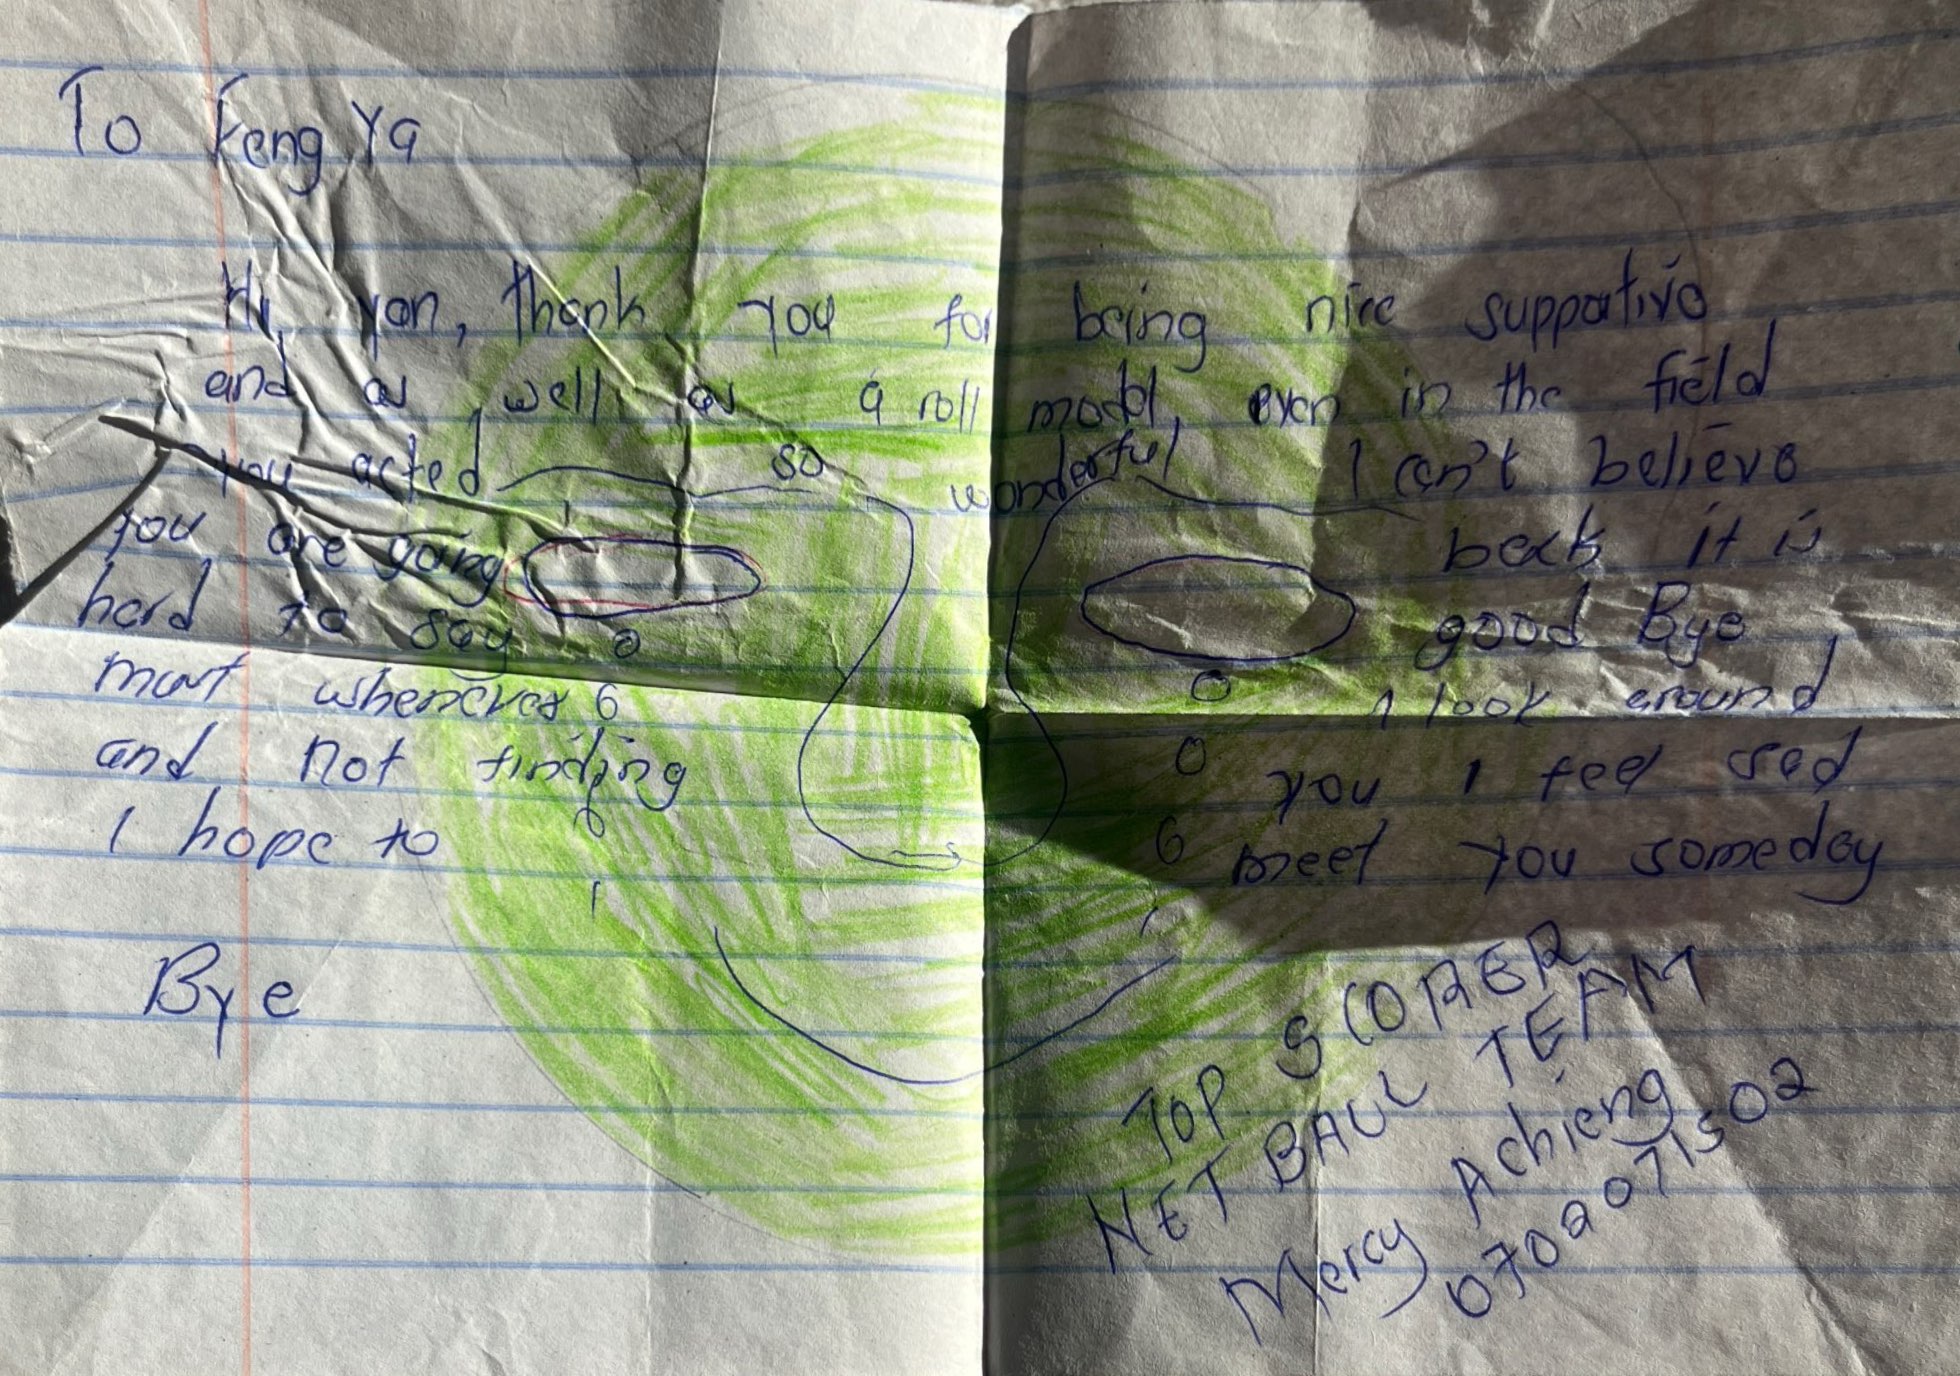 To Feng Ya
Hi, yan, thank you for being nice supportive
and as well as a roll model, even in the field
you acted so wonderful I can't believe
you are going back it is
hard to say good Bye
must whenever I look around
and not finding you I feel sad
I hope to meet you someday
Bye
TOP SCORER
NET BALL TEAM
Mercy Achieng
0702071502